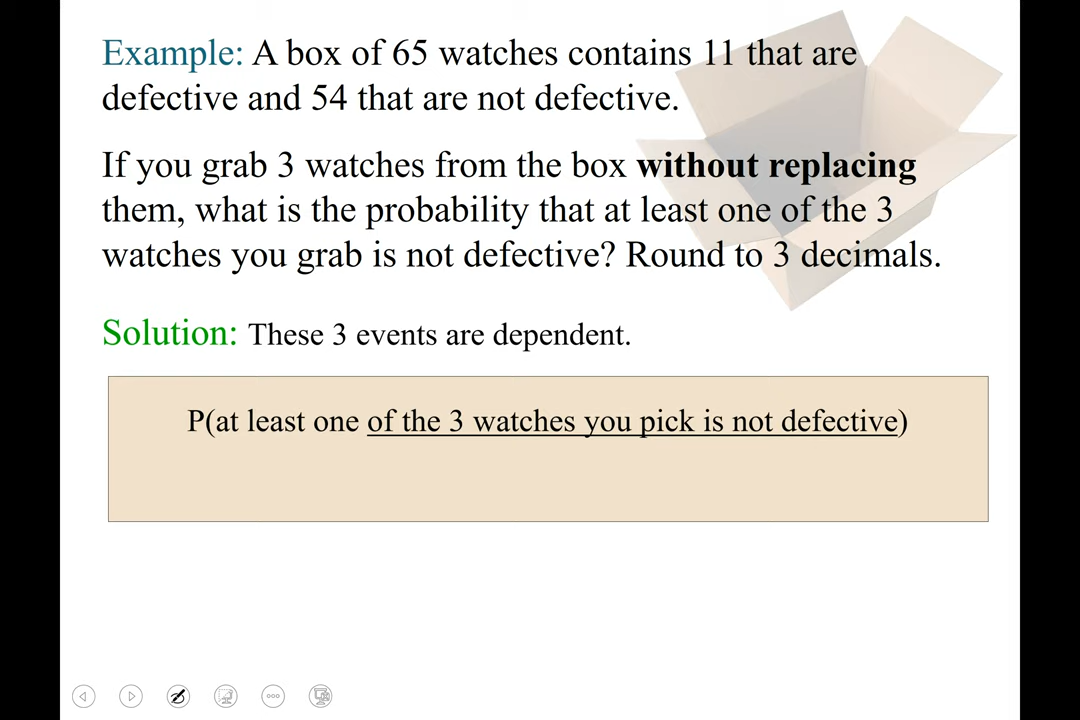 Example: A box of 65 watches contains 11 that are
defective and 54 that are not defective.
If you grab 3 watches from the box without replacing
them, what is the probability that at least one of the 3
watches you grab is not defective? Round to 3 decimals.
Solution: These 3 events are dependent.
P(at least one of the 3 watches you pick is not defective)